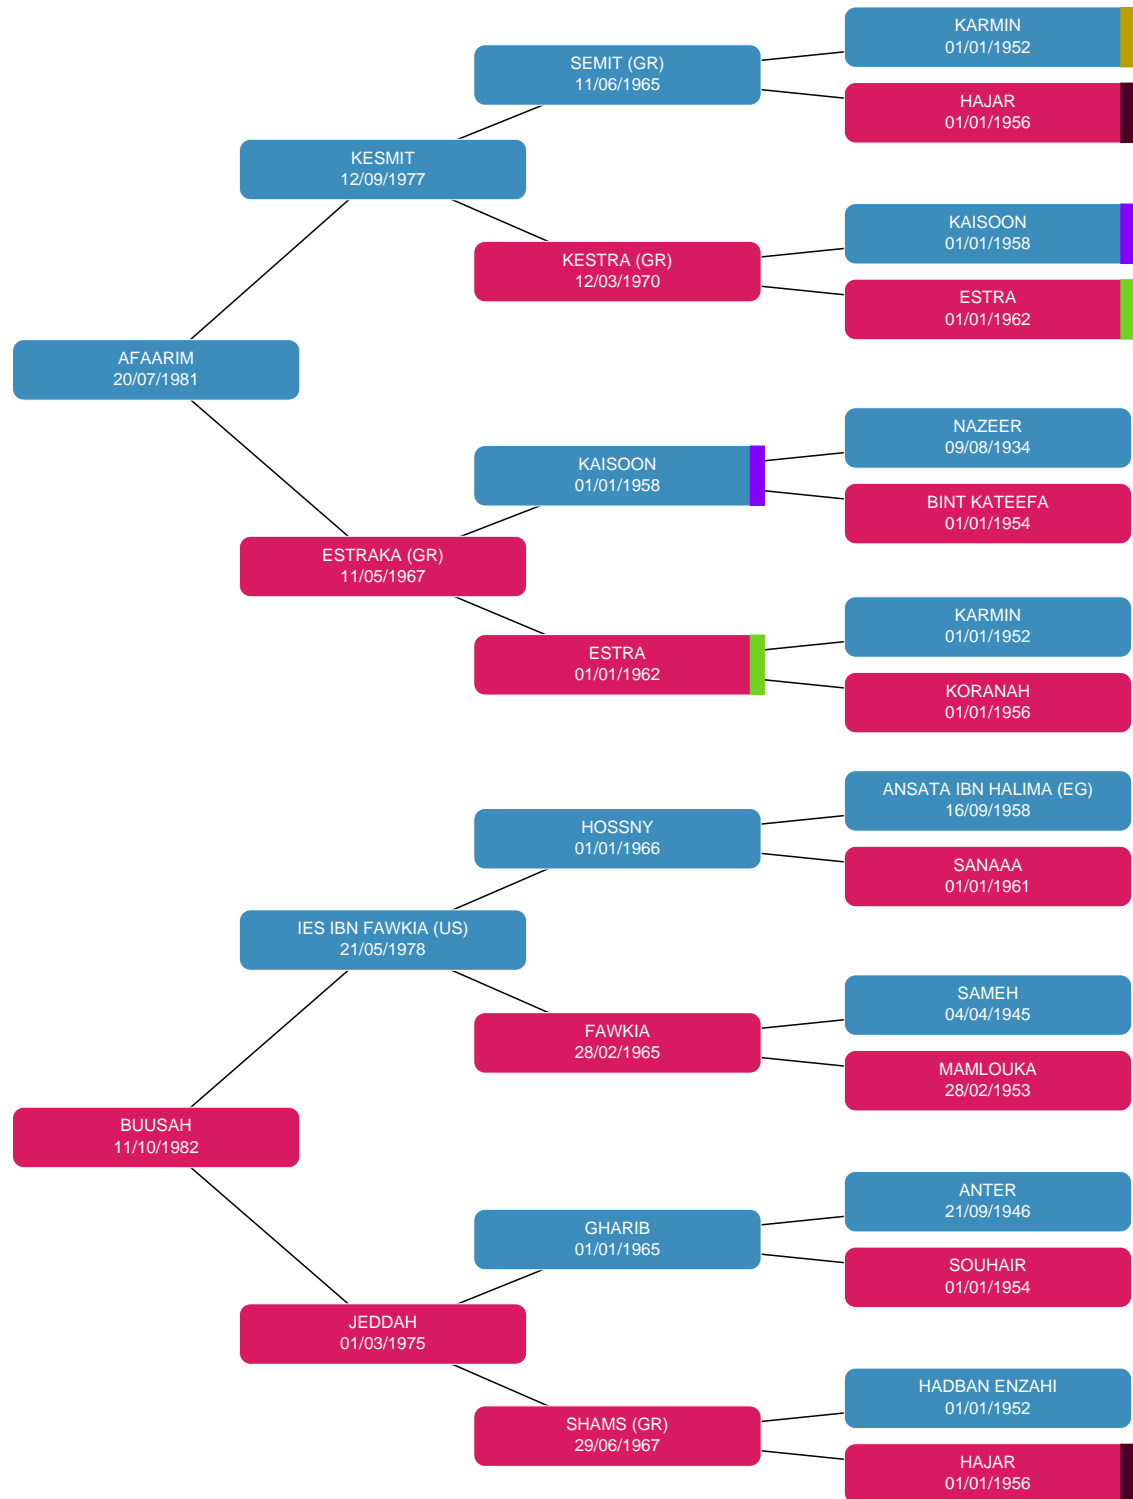 KARMIN
01/01/1952
SEMIT (GR)
11/06/1965
HAJAR
01/01/1956
KESMIT
12/09/1977
KAISOON
01/01/1958
KESTRA (GR)
12/03/1970
ESTRA
01/01/1962
AFAARIM
20/07/1981
NAZEER
09/08/1934
KAISOON
01/01/1958
BINT KATEEFA
01/01/1954
ESTRAKA (GR)
11/05/1967
KARMIN
01/01/1952
ESTRA
01/01/1962
KORANAH
01/01/1956
ANSATA IBN HALIMA (EG)
16/09/1958
HOSSNY
01/01/1966
SANAAA
01/01/1961
IES IBN FAWKIA (US)
21/05/1978
SAMEH
04/04/1945
FAWKIA
28/02/1965
MAMLOUKA
28/02/1953
BUUSAH
11/10/1982
ANTER
21/09/1946
GHARIB
01/01/1965
SOUHAIR
01/01/1954
JEDDAH
01/03/1975
HADBAN ENZAHI
01/01/1952
SHAMS (GR)
29/06/1967
HAJAR
01/01/1956